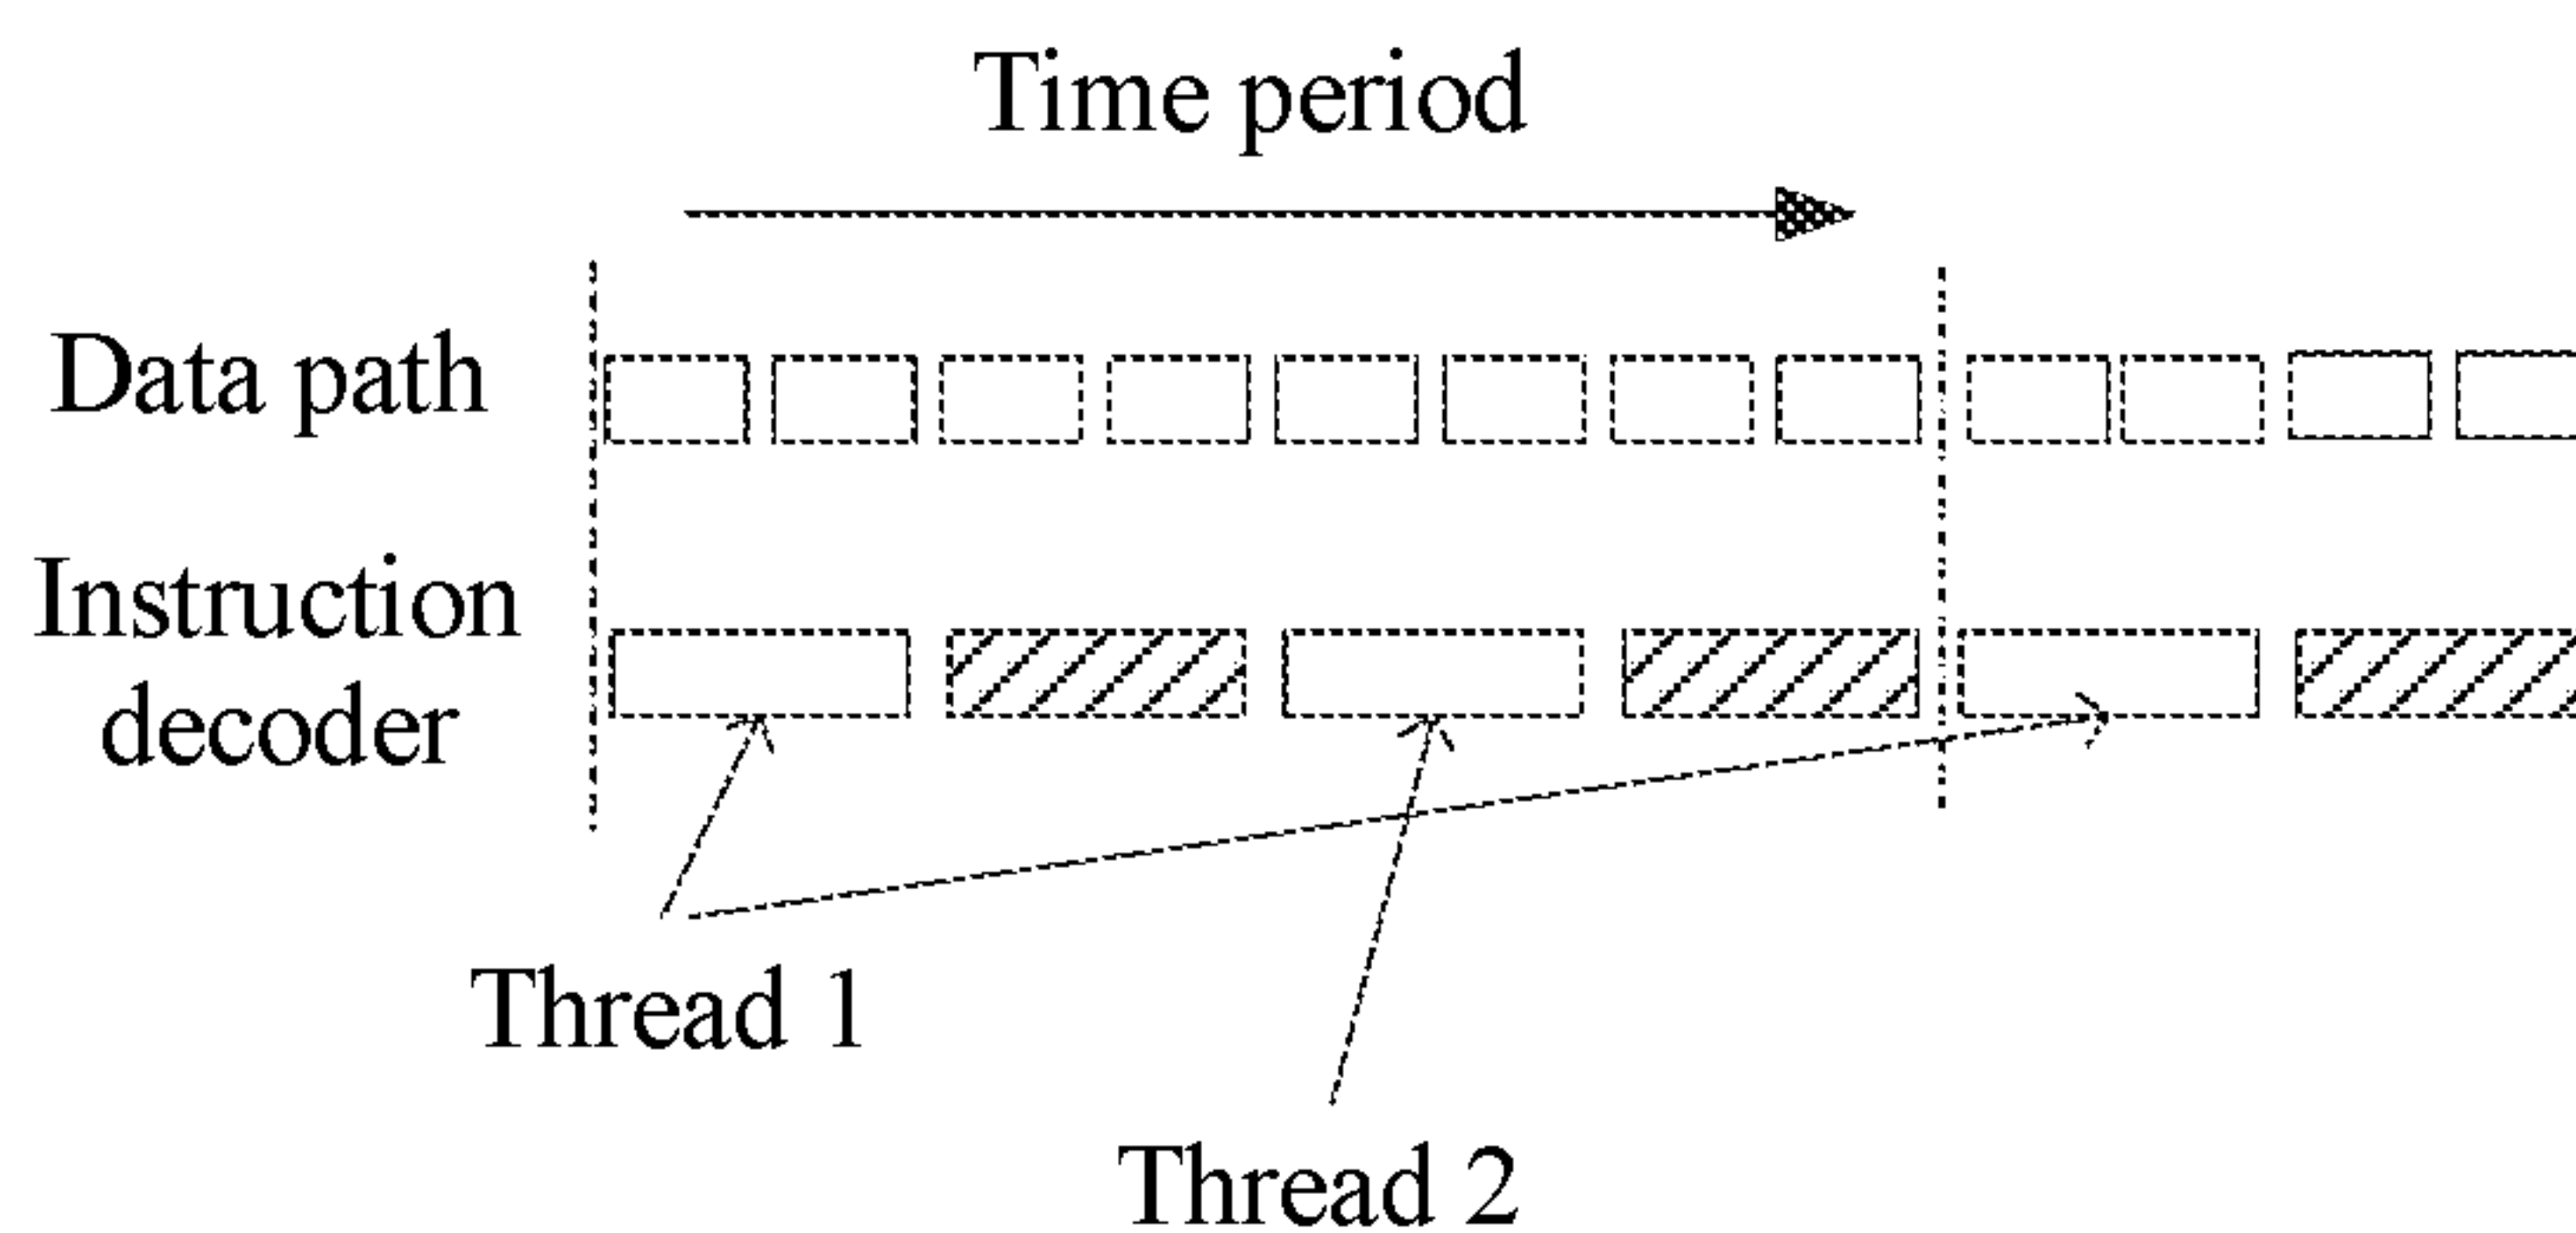 Time period
Data path
Instruction
decoder
Thread 1
Thread 2